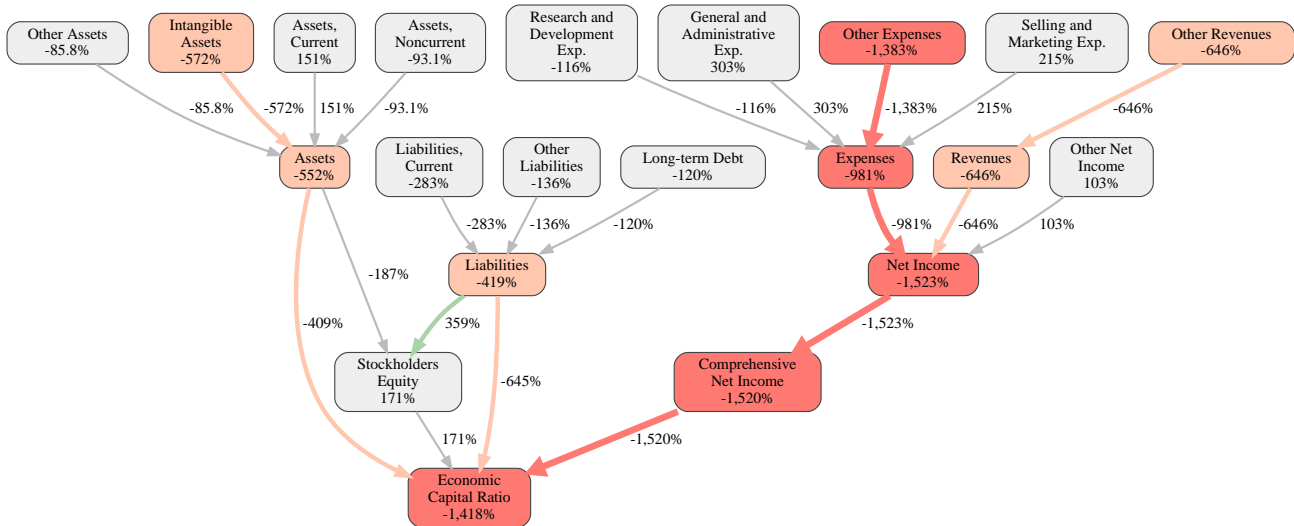 Other Assets
-85.8%
Intangible
Assets
-572%
Assets,
Current
151%
Assets,
Noncurrent
-93.1%
Research and
Development
Exp.
-116%
General and
Administrative
Exp.
303%
Other Expenses
-1,383%
Selling and
Marketing Exp.
215%
Other Revenues
-646%
-85.8%
-572%
151%
-93.1%
-116%
303%
-1,383%
215%
-646%
Assets
-552%
Liabilities,
Current
-283%
Other
Liabilities
-136%
Long-term Debt
-120%
Expenses
-981%
Revenues
-646%
Other Net
Income
103%
-283%
-136%
-120%
-981%
-646%
103%
-187%
Liabilities
-419%
Net Income
-1,523%
-409%
359%
-1,523%
Stockholders
Equity
171%
-645%
Comprehensive
Net Income
-1,520%
171%
-1,520%
Economic
Capital Ratio
-1,418%